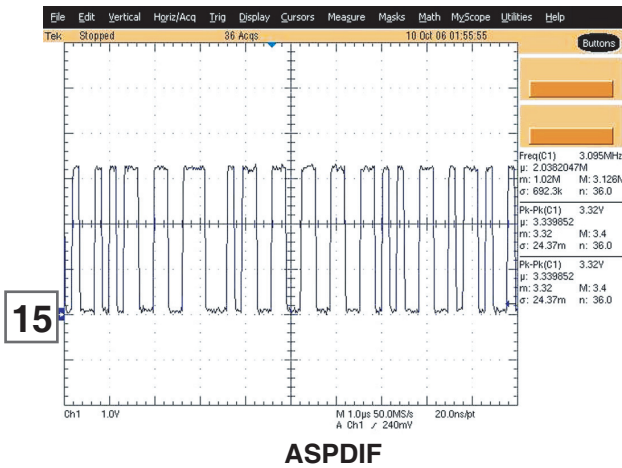 File Edit Vertical Horiz/Acq Trig Display Cursors Measure Masks Math MyScope Utilities Help
Tek Stopped 36 Acqs 10 Oct 06 01:55:55
Buttons
Freq(C1) 3.095MHz
µ: 2.0382047M
m: 1.02M M: 3.126M
σ: 692.3k n: 36.0
Pk-Pk(C1) 3.32V
µ: 3.339852
m: 3.32 M: 3.4
σ: 24.37m n: 36.0
Pk-Pk(C1) 3.32V
µ: 3.339852
m: 3.32 M: 3.4
σ: 24.37m n: 36.0
15
Ch1 1.0V M 1.0µs 50.0MS/s 20.0ns/pt
A Ch1 ∕ 240mV
ASPDIF